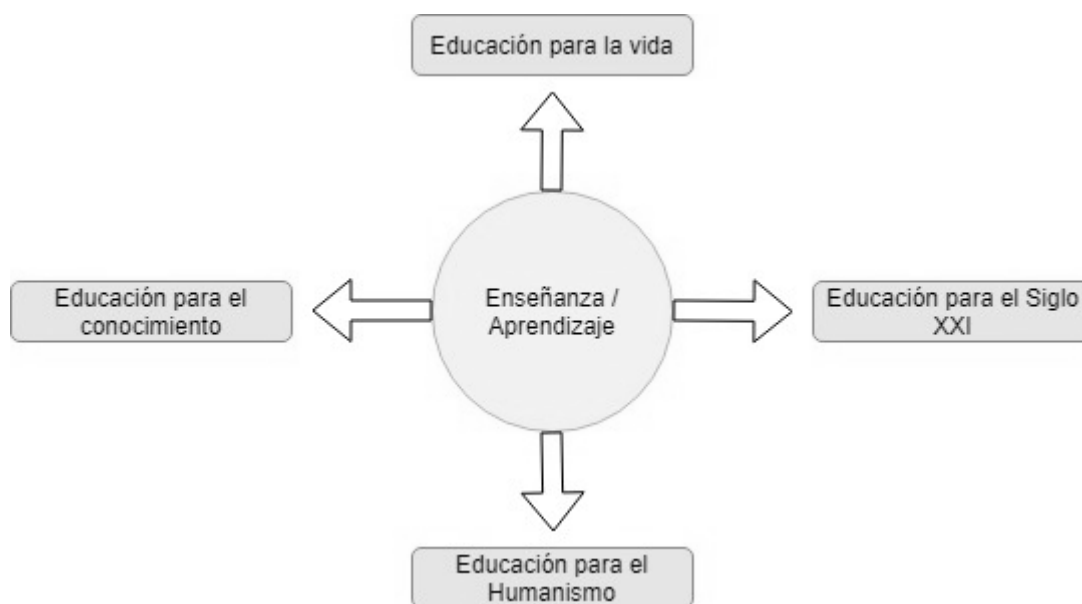 Educación para la vida
Educación para el
conocimiento
Enseñanza /
Aprendizaje
Educación para el Siglo
XXI
Educación para el
Humanismo